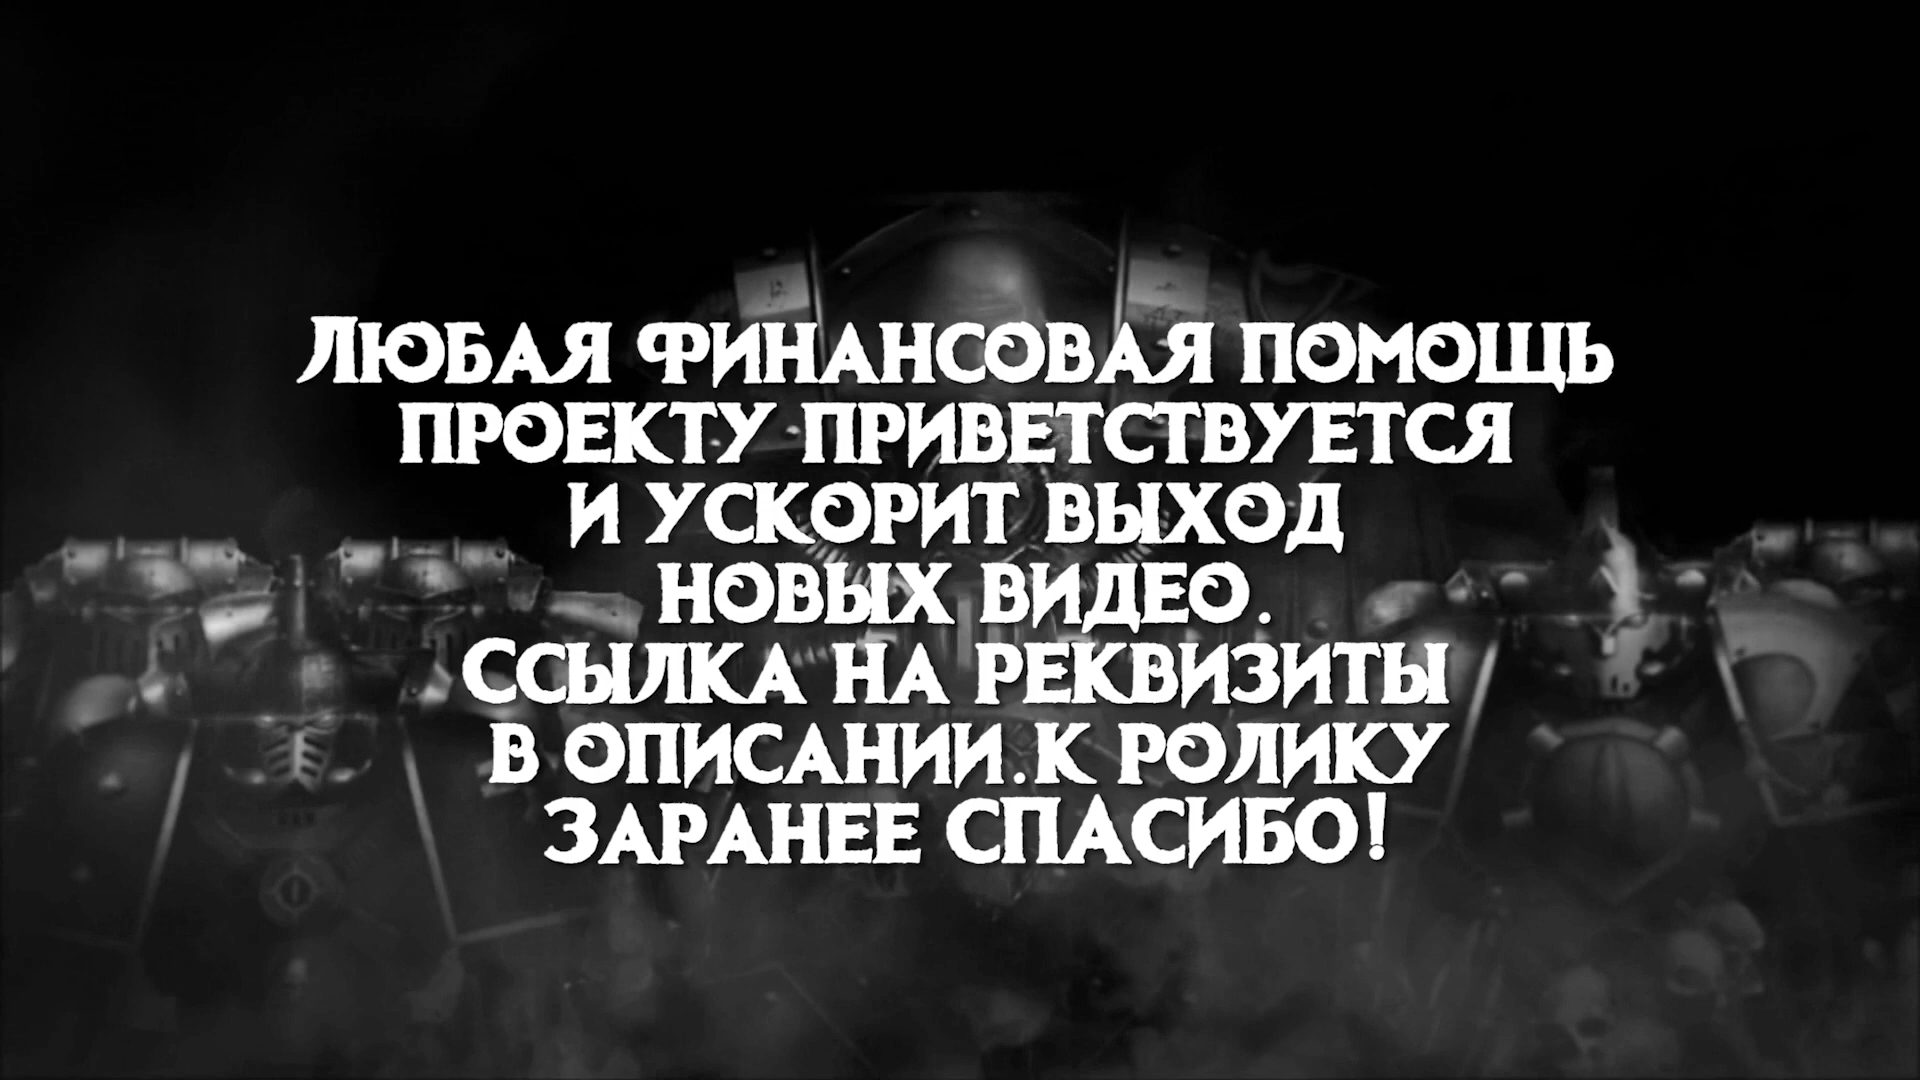 Любая финансовая помощь
проекту приветствуется
и ускорит выход
новых видео.
Ссылка на реквизиты
в описании.к ролику
Заранее СПАСИБО!